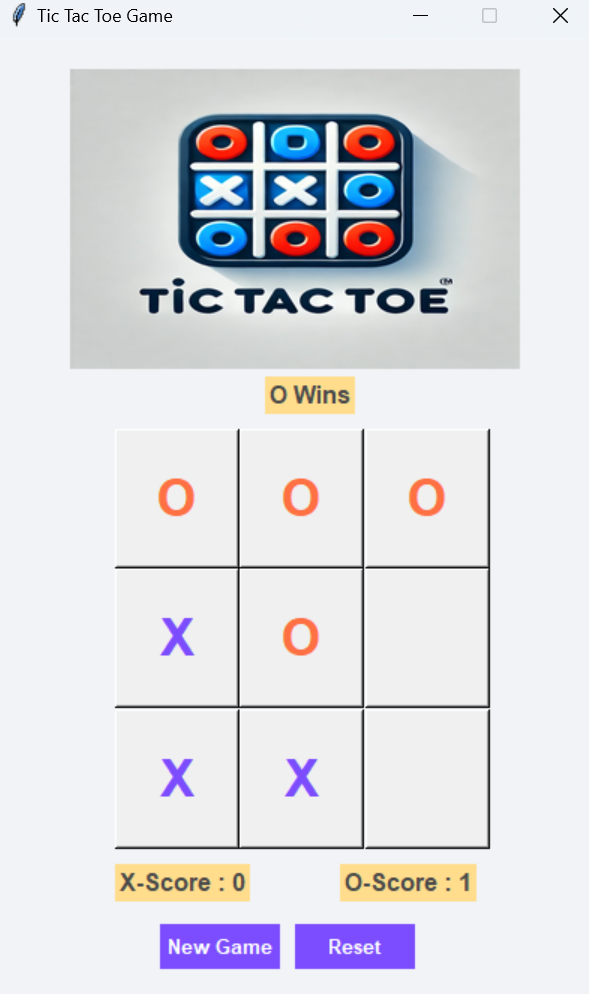 Tic Tac Toe Game
O O O
X X O
O O O
TiC TAC TOE
O Wins
O O O
X O
X X
X-Score : 0 O-Score : 1
New Game Reset